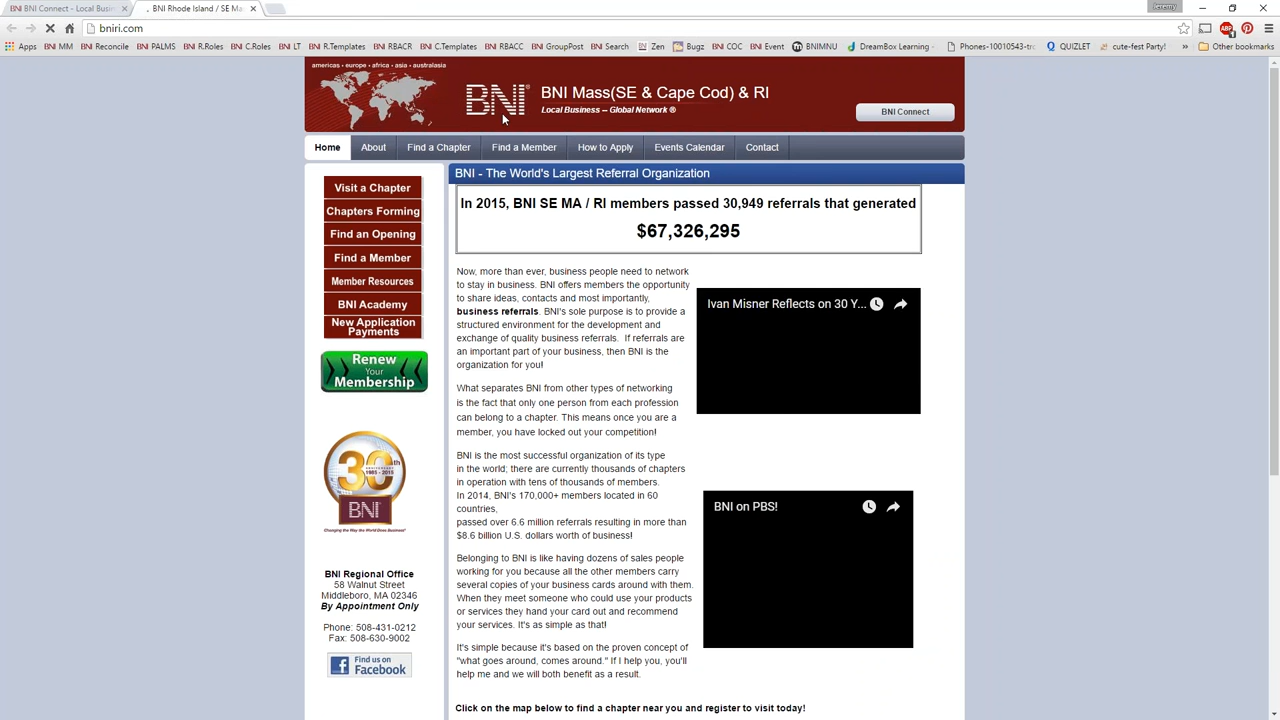 BNI BNI Connect - Local Busin
BNI Rhode Island / SE Ma
Jeremy
bniri.com
Apps BNI MM BNI Reconcile BNI PALMS BNI R.Roles BNI C.Roles BNI LT BNI R.Templates BNI RBACR BNI C.Templates BNI RBACC BNI GroupPost BNI Search Zen Bugz BNI COC BNI Event BNIMNU DreamBox Learning - Phones-10010543-tro QUIZLET cute-fest Party! » Other bookmarks
americas • europe • africa • asia • australasia
BNI®
BNI Mass(SE & Cape Cod) & RI
Local Business -- Global Network ®
BNI Connect
Home About Find a Chapter Find a Member How to Apply Events Calendar Contact
Visit a Chapter
Chapters Forming
Find an Opening
Find a Member
Member Resources
BNI Academy
New Application
Payments
Renew
Your
Membership
30th
ANNIVERSARY
1985 - 2015
BNI
Changing the Way the World Does Business®
BNI Regional Office
58 Walnut Street
Middleboro, MA 02346
By Appointment Only
Phone: 508-431-0212
Fax: 508-630-9002
Find us on
Facebook
BNI - The World's Largest Referral Organization
In 2015, BNI SE MA / RI members passed 30,949 referrals that generated
$67,326,295
Now, more than ever, business people need to network
to stay in business. BNI offers members the opportunity
to share ideas, contacts and most importantly,
business referrals. BNI's sole purpose is to provide a
structured environment for the development and
exchange of quality business referrals. If referrals are
an important part of your business, then BNI is the
organization for you!
What separates BNI from other types of networking
is the fact that only one person from each profession
can belong to a chapter. This means once you are a
member, you have locked out your competition!
BNI is the most successful organization of its type
in the world; there are currently thousands of chapters
in operation with tens of thousands of members.
In 2014, BNI's 170,000+ members located in 60
countries,
passed over 6.6 million referrals resulting in more than
$8.6 billion U.S. dollars worth of business!
Belonging to BNI is like having dozens of sales people
working for you because all the other members carry
several copies of your business cards around with them.
When they meet someone who could use your products
or services they hand your card out and recommend
your services. It's as simple as that!
It's simple because it's based on the proven concept of
"what goes around, comes around." If I help you, you'll
help me and we will both benefit as a result.
Ivan Misner Reflects on 30 Y...
BNI on PBS!
Click on the map below to find a chapter near you and register to visit today!